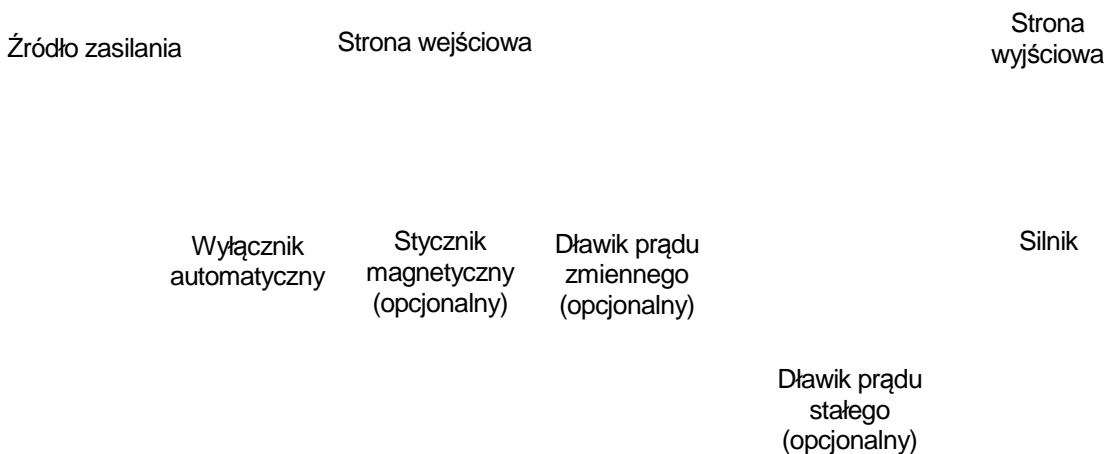 Źródło zasilania
Strona wejściowa
Strona
wyjściowa
Wyłącznik
automatyczny
Stycznik
magnetyczny
(opcjonalny)
Dławik prądu
zmiennego
(opcjonalny)
Silnik
Dławik prądu
stałego
(opcjonalny)